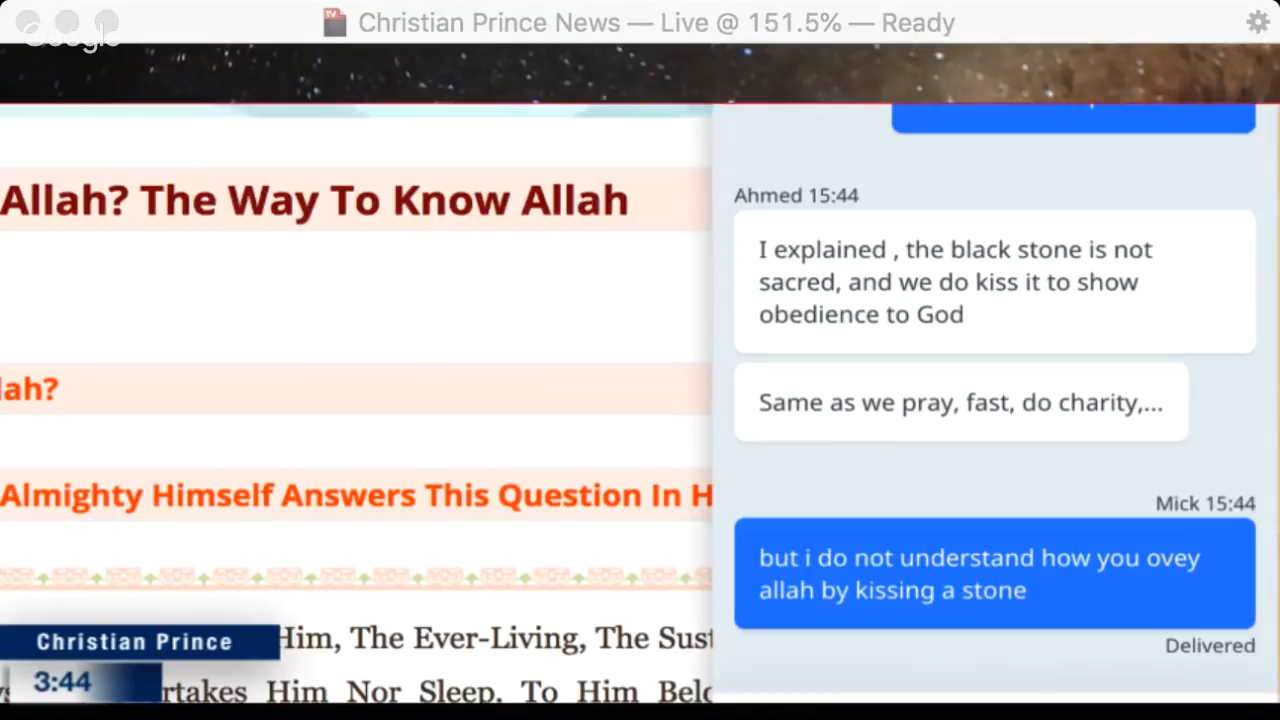 Christian Prince News — Live @ 151.5% — Ready
Google
Allah? The Way To Know Allah
lah?
Almighty Himself Answers This Question In H
Him, The Ever-Living, The Sust
rtakes Him Nor Sleep. To Him Belo
Christian Prince
3:44
Ahmed 15:44
I explained , the black stone is not
sacred, and we do kiss it to show
obedience to God
Same as we pray, fast, do charity,...
Mick 15:44
but i do not understand how you ovey
allah by kissing a stone
Delivered